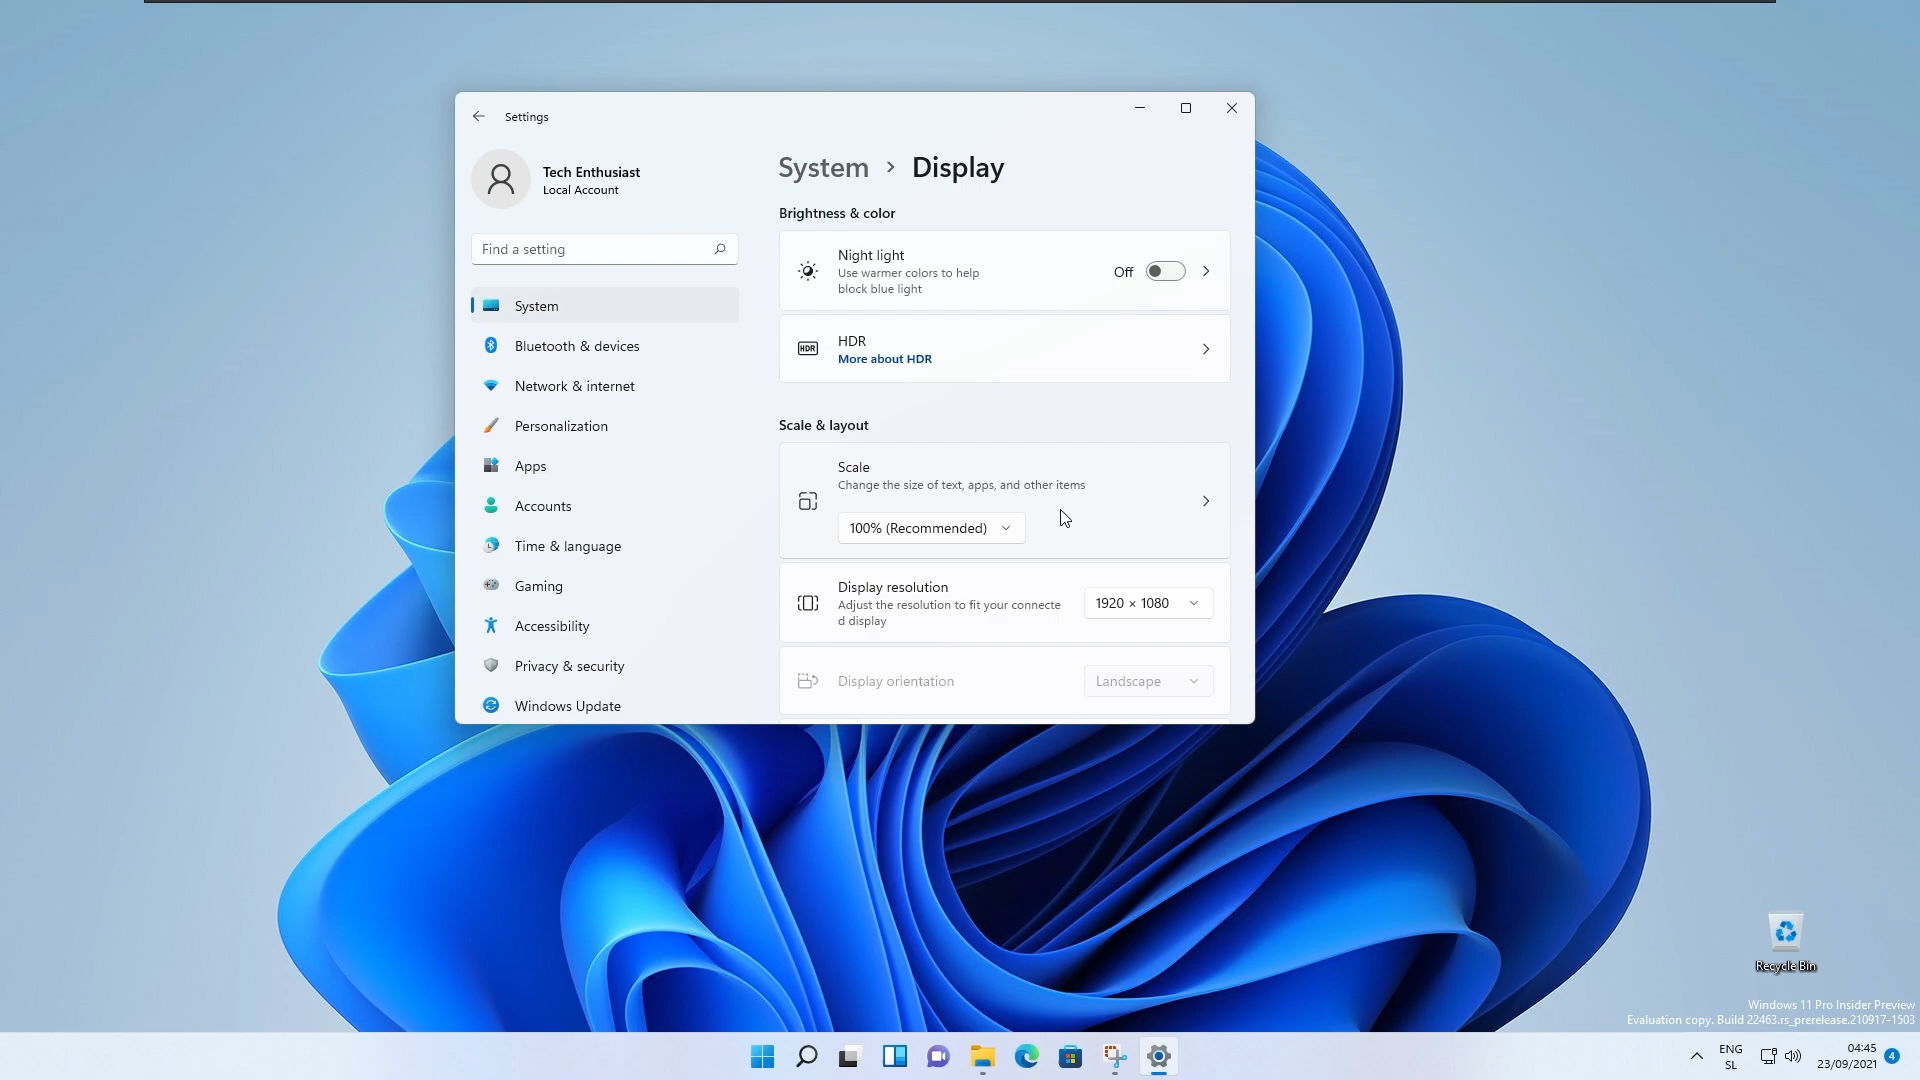 Settings
Tech Enthusiast
Local Account
Find a setting
System
Bluetooth & devices
Network & internet
Personalization
Apps
Accounts
Time & language
Gaming
Accessibility
Privacy & security
Windows Update
System > Display
Brightness & color
Night light
Use warmer colors to help
block blue light
Off
HDR
HDR
More about HDR
Scale & layout
Scale
Change the size of text, apps, and other items
100% (Recommended)
Display resolution
Adjust the resolution to fit your connecte
d display
1920 × 1080
Display orientation
Landscape
Recycle Bin
Windows 11 Pro Insider Preview
Evaluation copy. Build 22463.rs_prerelease.210917-1503
ENG
SL
04:45
23/09/2021
4